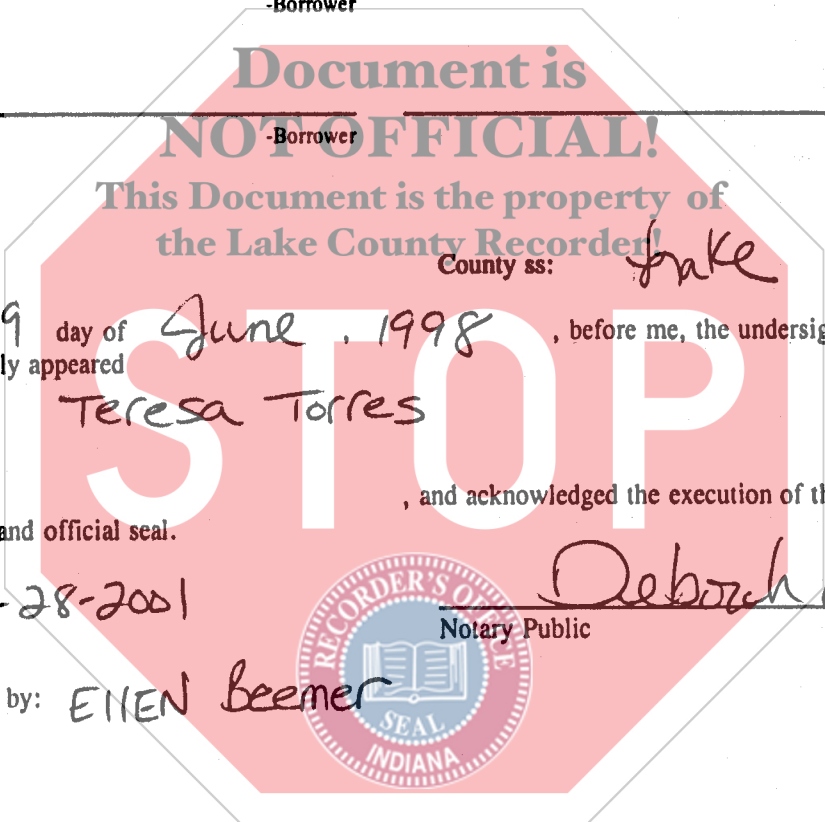 -Borrower
Document is
NOT OFFICIAL!
-Borrower
This Document is the property of
the Lake County Recorder!
County ss: Lake
9 day of June , 1998 , before me, the undersig
ly appeared
Teresa Torres
STOP
, and acknowledged the execution of th
and official seal.
-28-2001
Deborah
Notary Public
by: EllEN Beemer
RECORDER'S OFFICE
SEAL
INDIANA